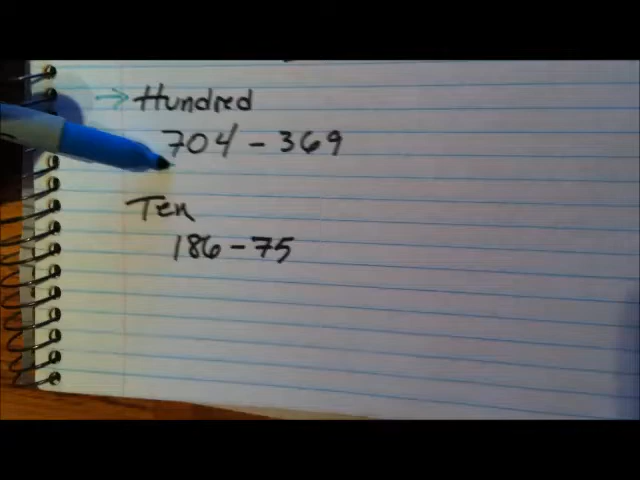 → Hundred
704 - 369
Ten
186 - 75